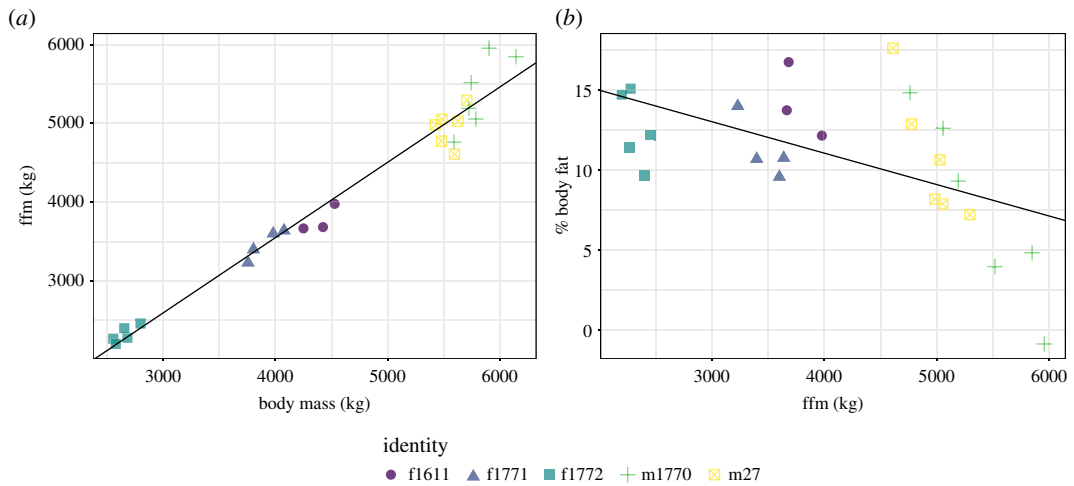 (a)
6000
5000
4000
3000
ffm (kg)
3000 4000 5000 6000
body mass (kg)
(b)
15
10
5
0
% body fat
3000 4000 5000 6000
ffm (kg)
identity
f1611 f1771 f1772 m1770 m27